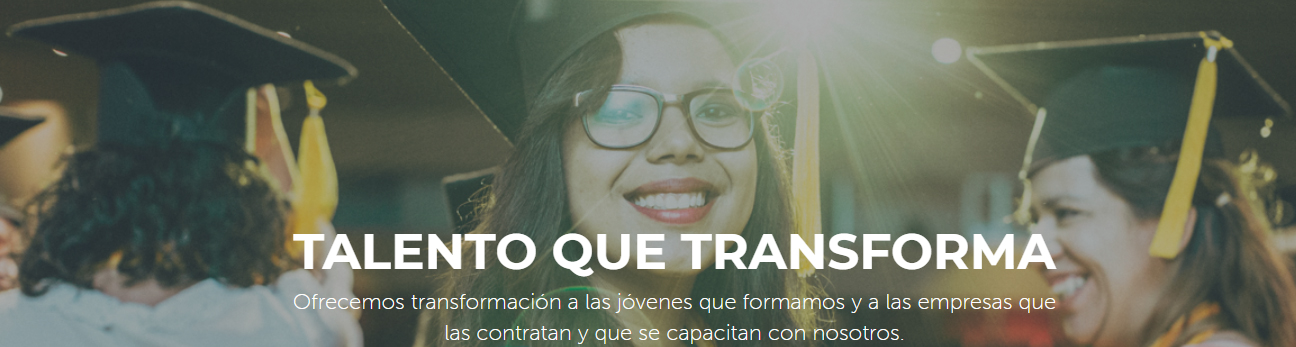 TALENTO QUE TRANSFORMA
Ofrecemos transformación a las jóvenes que formamos y a las empresas que
las contratan y que se capacitan con nosotros.